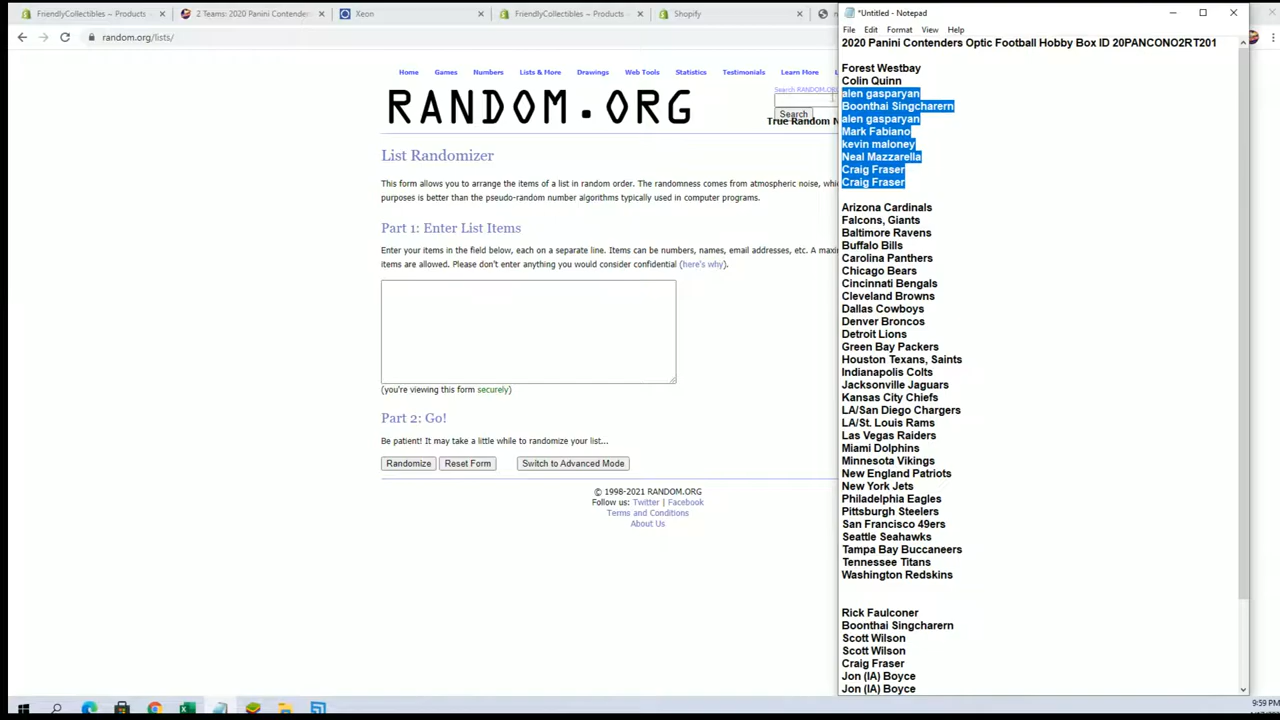 FriendlyCollectibles ~ Products
2 Teams: 2020 Panini Contender
Xeon
FriendlyCollectibles ~ Products
Shopify
random.org/lists/
Home
Games
Numbers
Lists & More
Drawings
Web Tools
Statistics
Testimonials
Learn More
Search RANDOM.OR
RANDOM.ORG
Search
True Random N
List Randomizer
This form allows you to arrange the items of a list in random order. The randomness comes from atmospheric noise, whic
purposes is better than the pseudo-random number algorithms typically used in computer programs.
Part 1: Enter List Items
Enter your items in the field below, each on a separate line. Items can be numbers, names, email addresses, etc. A maxi
items are allowed. Please don't enter anything you would consider confidential (here's why).
(you're viewing this form securely)
Part 2: Go!
Be patient! It may take a little while to randomize your list...
Randomize
Reset Form
Switch to Advanced Mode
© 1998-2021 RANDOM.ORG
Follow us: Twitter | Facebook
Terms and Conditions
About Us
*Untitled - Notepad
File Edit Format View Help
2020 Panini Contenders Optic Football Hobby Box ID 20PANCONO2RT201
Forest Westbay
Colin Quinn
alen gasparyan
Boonthai Singcharern
alen gasparyan
Mark Fabiano
kevin maloney
Neal Mazzarella
Craig Fraser
Craig Fraser
Arizona Cardinals
Falcons, Giants
Baltimore Ravens
Buffalo Bills
Carolina Panthers
Chicago Bears
Cincinnati Bengals
Cleveland Browns
Dallas Cowboys
Denver Broncos
Detroit Lions
Green Bay Packers
Houston Texans, Saints
Indianapolis Colts
Jacksonville Jaguars
Kansas City Chiefs
LA/San Diego Chargers
LA/St. Louis Rams
Las Vegas Raiders
Miami Dolphins
Minnesota Vikings
New England Patriots
New York Jets
Philadelphia Eagles
Pittsburgh Steelers
San Francisco 49ers
Seattle Seahawks
Tampa Bay Buccaneers
Tennessee Titans
Washington Redskins
Rick Faulconer
Boonthai Singcharern
Scott Wilson
Scott Wilson
Craig Fraser
Jon (IA) Boyce
Jon (IA) Boyce
9:59 PM